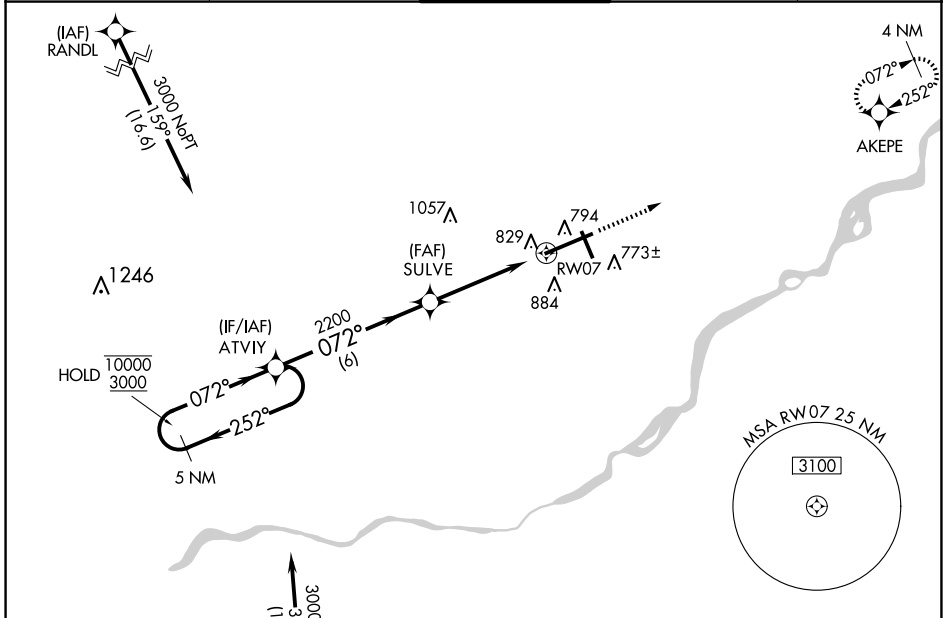 (IAF)
RANDL
3000 NoPT
159°
(16.6)
4 NM
072°
252°
AKEPE
1057
(FAF)
SULVE
829
794
RW07
773±
884
1246
(IF/IAF)
ATVIY
2200
072°
(6)
HOLD
10000
3000
072°
252°
5 NM
MSA RW07 25 NM
3100
3000